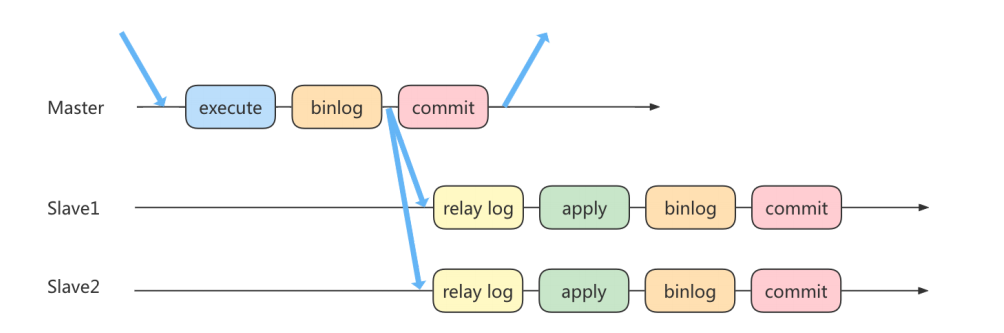 Master execute binlog commit
Slave1 relay log apply binlog commit
Slave2 relay log apply binlog commit